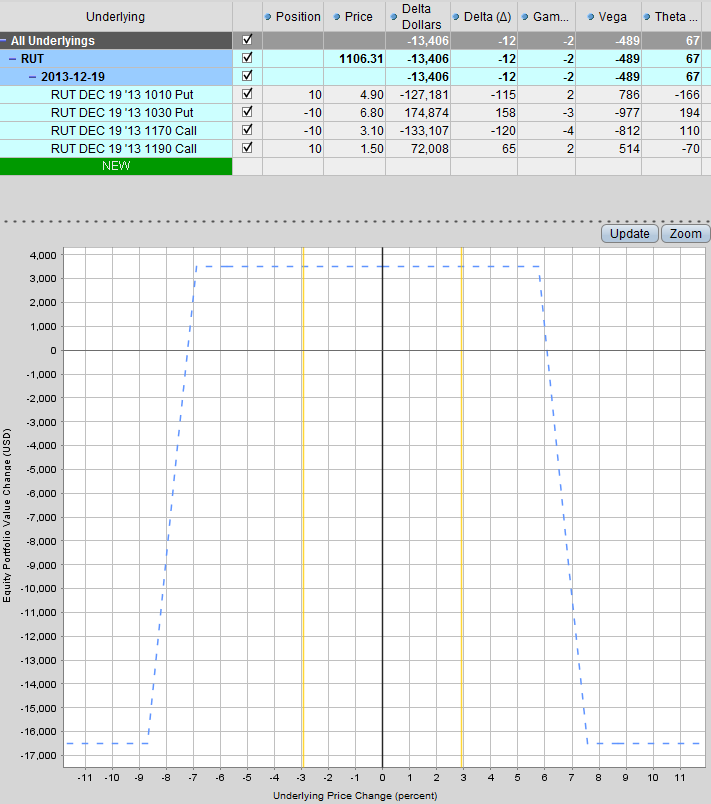 Underlying Position Price Delta Dollars Delta (Δ) Gam... Vega Theta ...
All Underlyings -13,406 -12 -2 -489 67
RUT 1106.31 -13,406 -12 -2 -489 67
2013-12-19 -13,406 -12 -2 -489 67
RUT DEC 19 '13 1010 Put 10 4.90 -127,181 -115 2 786 -166
RUT DEC 19 '13 1030 Put -10 6.80 174,874 158 -3 -977 194
RUT DEC 19 '13 1170 Call -10 3.10 -133,107 -120 -4 -812 110
RUT DEC 19 '13 1190 Call 10 1.50 72,008 65 2 514 -70
NEW
Update Zoom
4,000
3,000
2,000
1,000
0
-1,000
-2,000
-3,000
-4,000
-5,000
-6,000
-7,000
-8,000
-9,000
-10,000
-11,000
-12,000
-13,000
-14,000
-15,000
-16,000
-17,000
Equity Portfolio Value Change (USD)
-11 -10 -9 -8 -7 -6 -5 -4 -3 -2 -1 0 1 2 3 4 5 6 7 8 9 10 11
Underlying Price Change (percent)